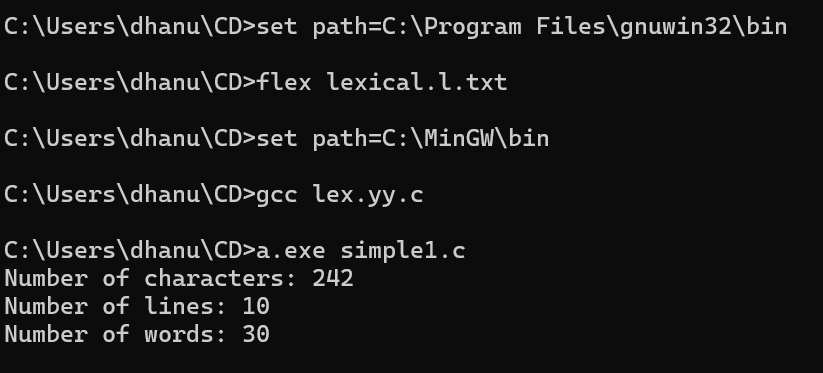 C:\Users\dhanu\CD>set path=C:\Program Files\gnuwin32\bin
C:\Users\dhanu\CD>flex lexical.l.txt
C:\Users\dhanu\CD>set path=C:\MinGW\bin
C:\Users\dhanu\CD>gcc lex.yy.c
C:\Users\dhanu\CD>a.exe simple1.c
Number of characters: 242
Number of lines: 10
Number of words: 30